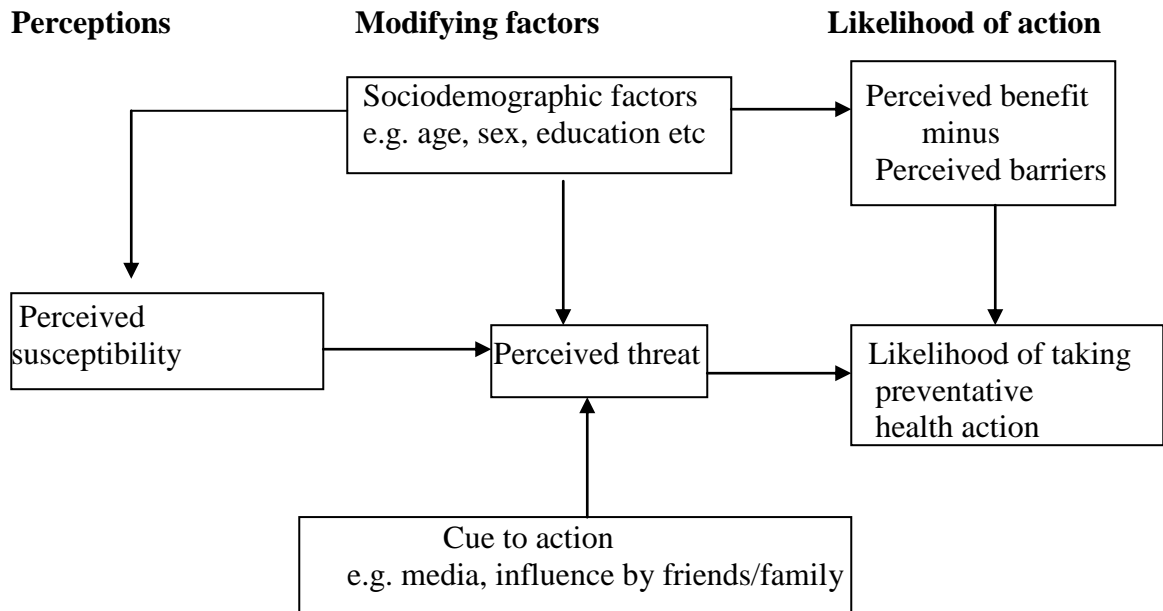 Perceptions
Modifying factors
Likelihood of action
Sociodemographic factors
e.g. age, sex, education etc
Perceived benefit
minus
Perceived barriers
Perceived
susceptibility
Perceived threat
Likelihood of taking
preventative
health action
Cue to action
e.g. media, influence by friends/family